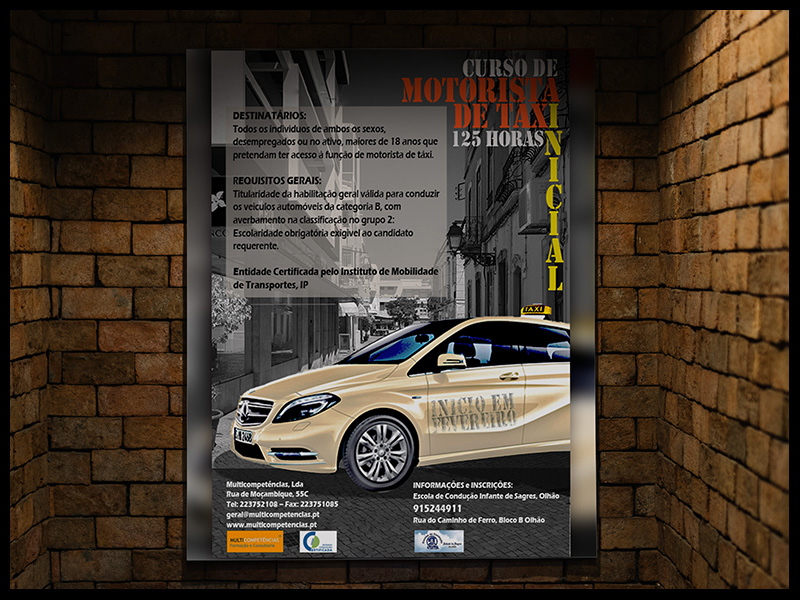 CURSO DE
MOTORISTA
DE TÁXI
125 HORAS
INICIAL
DESTINATÁRIOS:
Todos os indivíduos de ambos os sexos,
desempregados ou no ativo, maiores de 18 anos que
pretendam ter acesso à função de motorista de táxi.
REQUISITOS GERAIS:
Titularidade da habilitação geral válida para conduzir
os veículos automóveis da categoria B, com
averbamento na classificação no grupo 2:
Escolaridade obrigatória exigível ao candidato
requerente.
Entidade Certificada pelo Instituto de Mobilidade
de Transportes, IP
TAXI
INICIO EM
FEVEREIRO
Multicompetências, Lda
Rua de Moçambique, 55C
Tel: 223752108 – Fax: 223751085
geral@multicompetencias.pt
www.multicompetencias.pt
MULTICOMPETÊNCIAS
Formação e Consultoria
CERTIFICADA
INFORMAÇÕES e INSCRIÇÕES:
Escola de Condução Infante de Sagres, Olhão
915244911
Rua do Caminho de Ferro, Bloco B Olhão